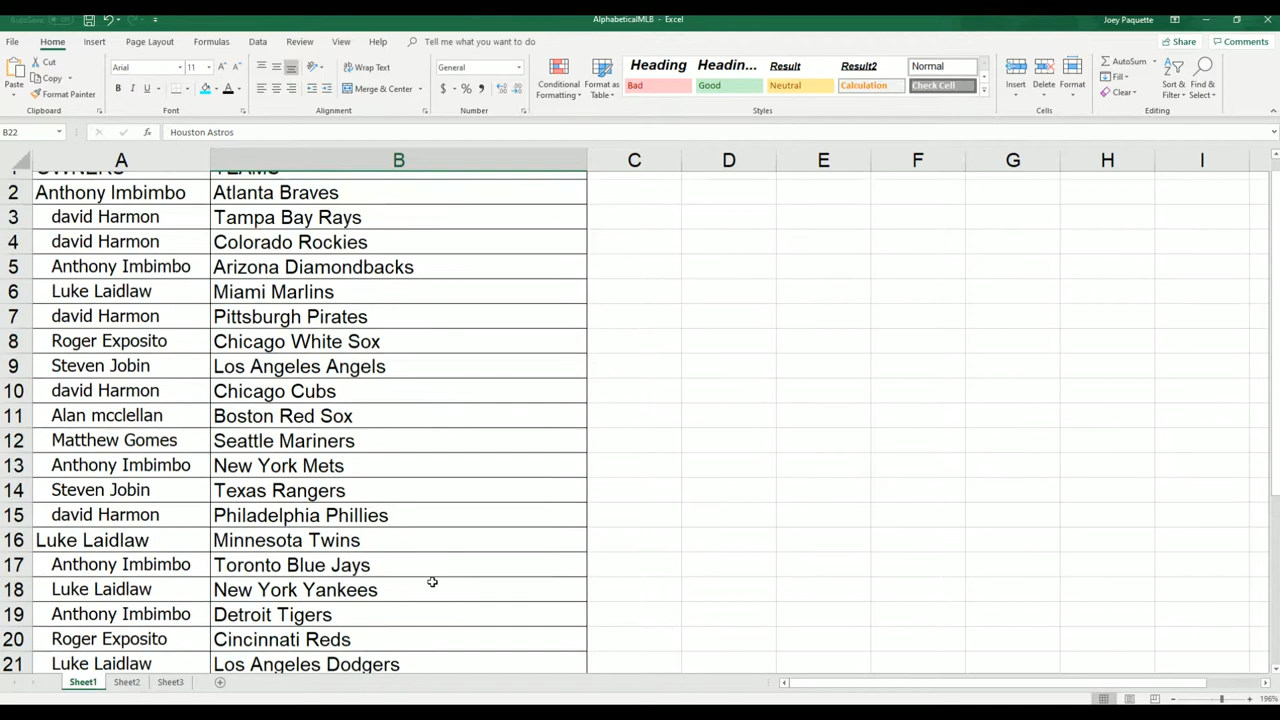 AutoSave Off
AlphabeticalMLB - Excel
Joey Paquette
File Home Insert Page Layout Formulas Data Review View Help Tell me what you want to do Share Comments
Paste
Cut
Copy
Format Painter
Clipboard
Arial 11
B I U
Font
Wrap Text
Merge & Center
Alignment
General
$ % ,
Number
Conditional Formatting
Format as Table
Heading Headin... Result Result2 Normal
Bad Good Neutral Calculation Check Cell
Styles
Insert Delete Format
Cells
AutoSum
Fill
Clear
Sort & Filter
Find & Select
Editing
B22 fx Houston Astros
A B C D E F G H I
1 OWNERS TEAMS
2 Anthony Imbimbo Atlanta Braves
3 david Harmon Tampa Bay Rays
4 david Harmon Colorado Rockies
5 Anthony Imbimbo Arizona Diamondbacks
6 Luke Laidlaw Miami Marlins
7 david Harmon Pittsburgh Pirates
8 Roger Exposito Chicago White Sox
9 Steven Jobin Los Angeles Angels
10 david Harmon Chicago Cubs
11 Alan mcclellan Boston Red Sox
12 Matthew Gomes Seattle Mariners
13 Anthony Imbimbo New York Mets
14 Steven Jobin Texas Rangers
15 david Harmon Philadelphia Phillies
16 Luke Laidlaw Minnesota Twins
17 Anthony Imbimbo Toronto Blue Jays
18 Luke Laidlaw New York Yankees
19 Anthony Imbimbo Detroit Tigers
20 Roger Exposito Cincinnati Reds
21 Luke Laidlaw Los Angeles Dodgers
Sheet1 Sheet2 Sheet3
196%